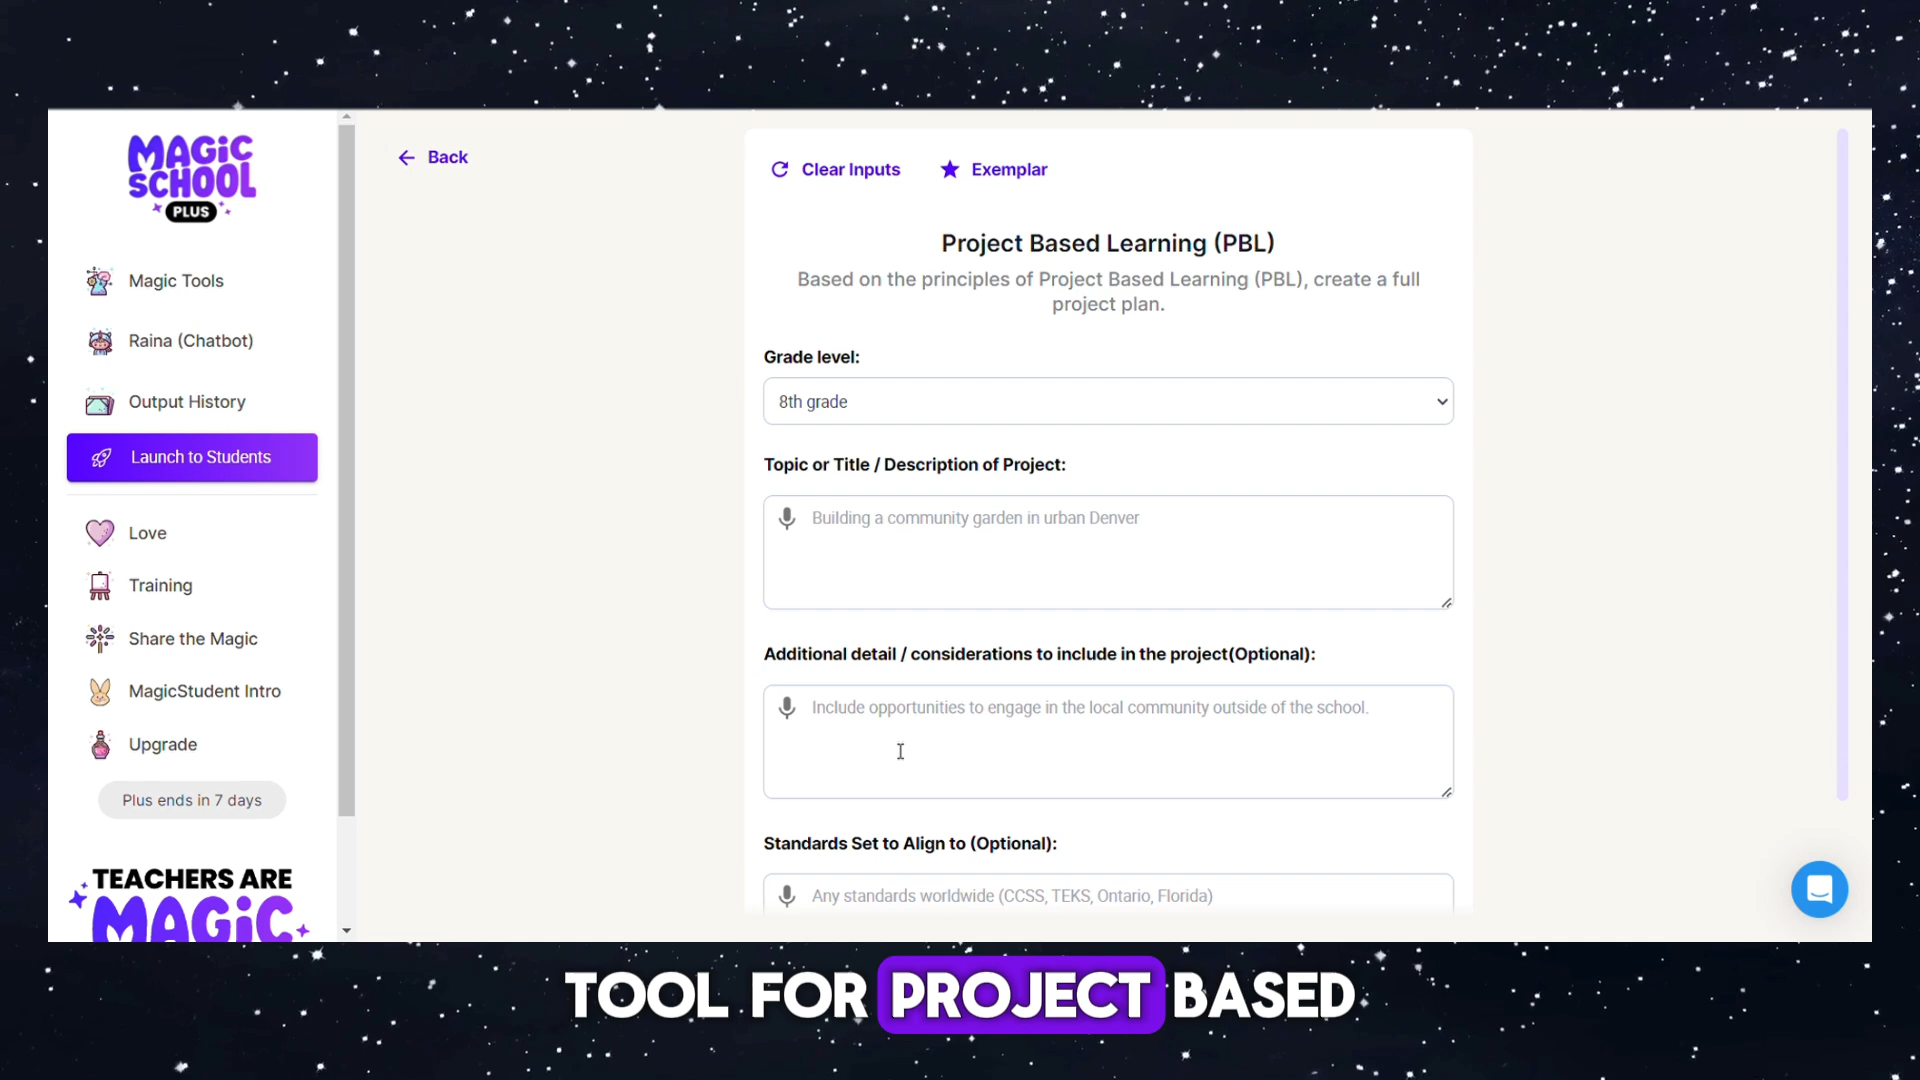 MAGIC
SCHOOL
PLUS
Magic Tools
Raina (Chatbot)
Output History
Launch to Students
Love
Training
Share the Magic
MagicStudent Intro
Upgrade
Plus ends in 7 days
TEACHERS ARE
MAGIC
Back
Clear Inputs
Exemplar
Project Based Learning (PBL)
Based on the principles of Project Based Learning (PBL), create a full
project plan.
Grade level:
8th grade
Topic or Title / Description of Project:
Building a community garden in urban Denver
Additional detail / considerations to include in the project(Optional):
Include opportunities to engage in the local community outside of the school.
Standards Set to Align to (Optional):
Any standards worldwide (CCSS, TEKS, Ontario, Florida)
TOOL FOR PROJECT BASED